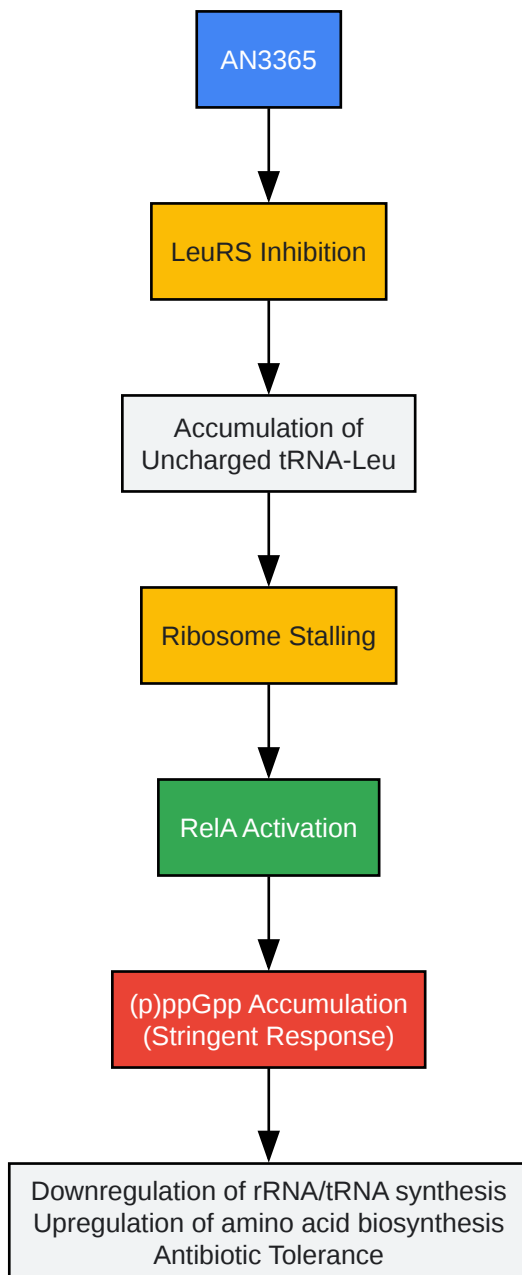 AN3365
LeuRS Inhibition
Accumulation of
Uncharged tRNA-Leu
Ribosome Stalling
RelA Activation
(p)ppGpp Accumulation
(Stringent Response)
Downregulation of rRNA/tRNA synthesis
Upregulation of amino acid biosynthesis
Antibiotic Tolerance